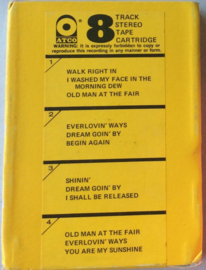 ATCO
8
TRACK
STEREO
TAPE
CARTRIDGE
WARNING: It is expressly forbidden to copy or
reproduce this recording in any manner or form.
1
WALK RIGHT IN
I WASHED MY FACE IN THE
MORNING DEW
OLD MAN AT THE FAIR
2
EVERLOVIN' WAYS
DREAM GOIN' BY
BEGIN AGAIN
3
SHININ'
DREAM GOIN' BY
I SHALL BE RELEASED
4
OLD MAN AT THE FAIR
EVERLOVIN' WAYS
YOU ARE MY SUNSHINE